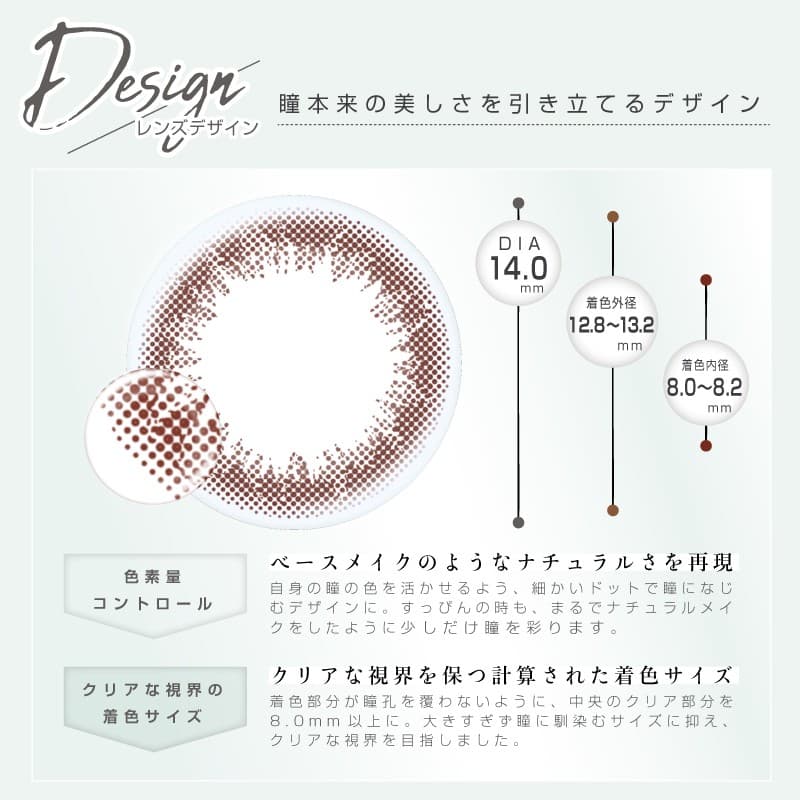 Design
レンズデザイン
瞳本来の美しさを引き立てるデザイン
DIA
14.0
mm
着色外径
12.8~13.2
mm
着色内径
8.0~8.2
mm
色素量
コントロール
ベースメイクのようなナチュラルさを再現
自身の瞳の色を活かせるよう、細かいドットで瞳になじ
むデザインに。すっぴんの時も、まるでナチュラルメイ
クをしたように少しだけ瞳を彩ります。
クリアな視界の
着色サイズ
クリアな視界を保つ計算された着色サイズ
着色部分が瞳孔を覆わないように、中央のクリア部分を
8.0mm以上に。大きすぎず瞳に馴染むサイズに抑え、
クリアな視界を目指しました。